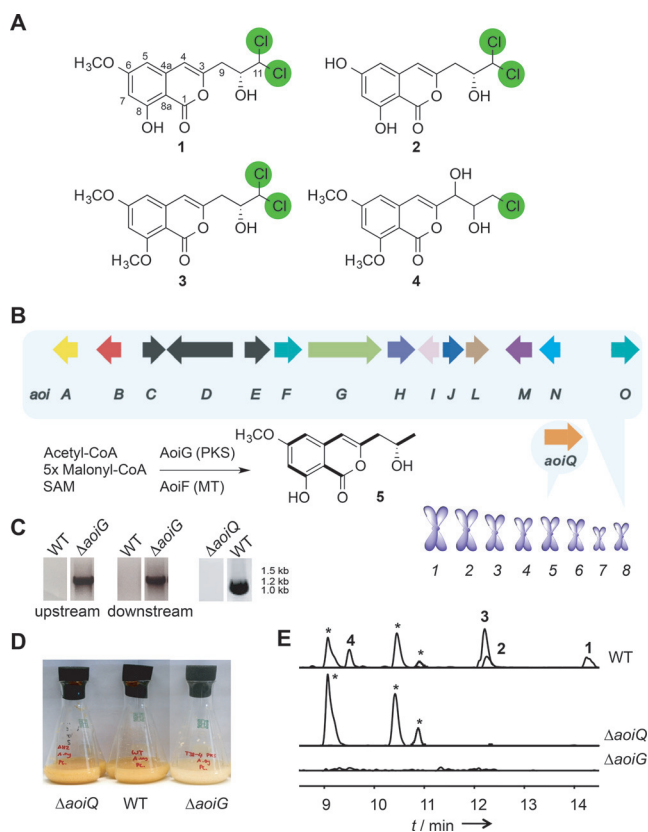 A
H₃CO
5
6
7
8
4a
8a
4
3
9
11
1
O
OH
O
OH
Cl
Cl
1
HO
O
OH
O
OH
Cl
Cl
2
H₃CO
H₃CO
O
O
OH
Cl
Cl
3
H₃CO
H₃CO
O
O
OH
OH
Cl
4
B
aoi A B C D E F G H I J L M N O
aoiQ
Acetyl-CoA
5x Malonyl-CoA
SAM
AoiG (PKS)
AoiF (MT)
H₃CO
OH
O
O
OH
5
1 2 3 4 5 6 7 8
C
WT ΔaoiG WT ΔaoiG ΔaoiQ WT
1.5 kb
1.2 kb
1.0 kb
upstream downstream
D
ΔaoiQ WT ΔaoiG
E
* 4 * * 3 2 1
WT
* * *
ΔaoiQ
ΔaoiG
9 10 11 12 13 14
t / min →